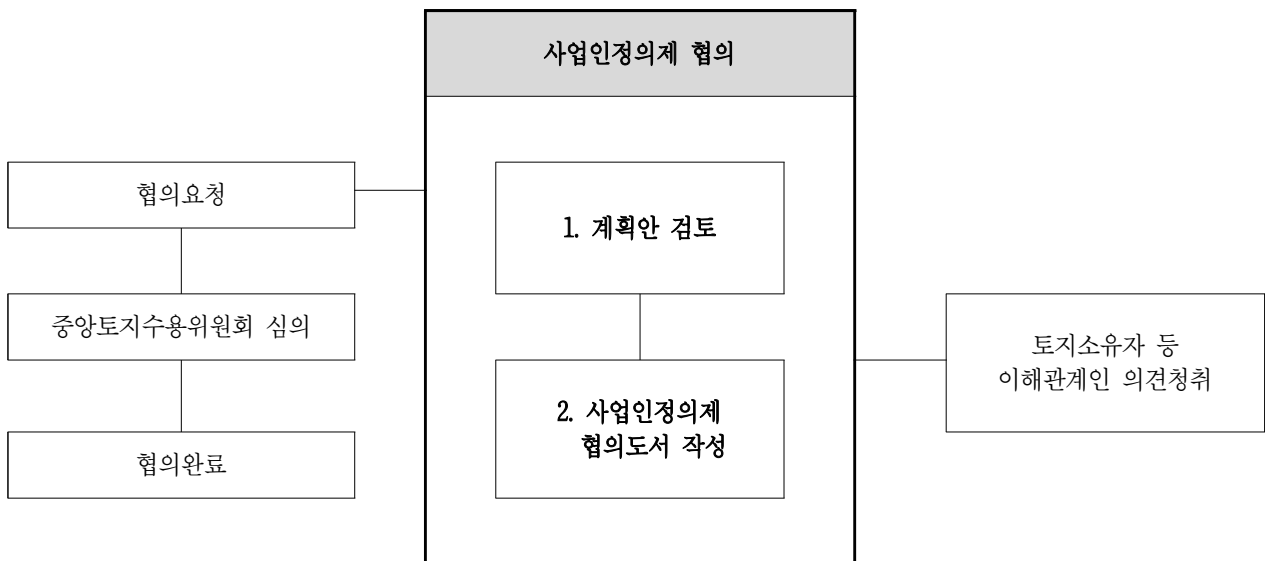 사업인정의제 협의
협의요청
중앙토지수용위원회 심의
협의완료
1. 계획안 검토
2. 사업인정의제
협의도서 작성
토지소유자 등
이해관계인 의견청취